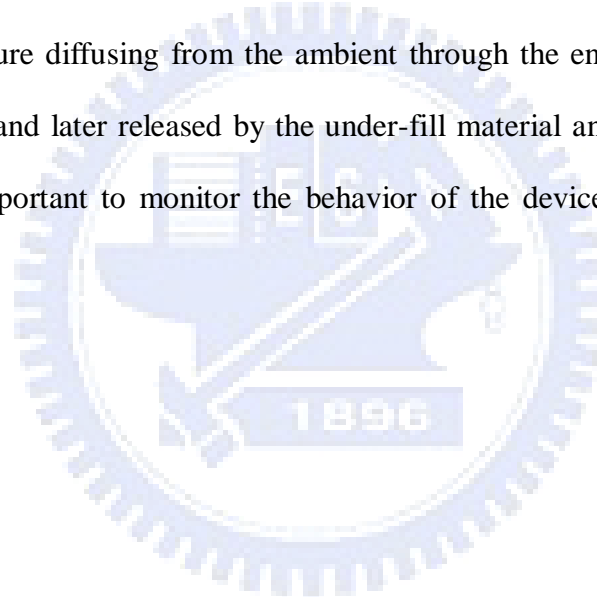 ure diffusing from the ambient through the en
and later released by the under-fill material an
portant to monitor the behavior of the device
E S
1896